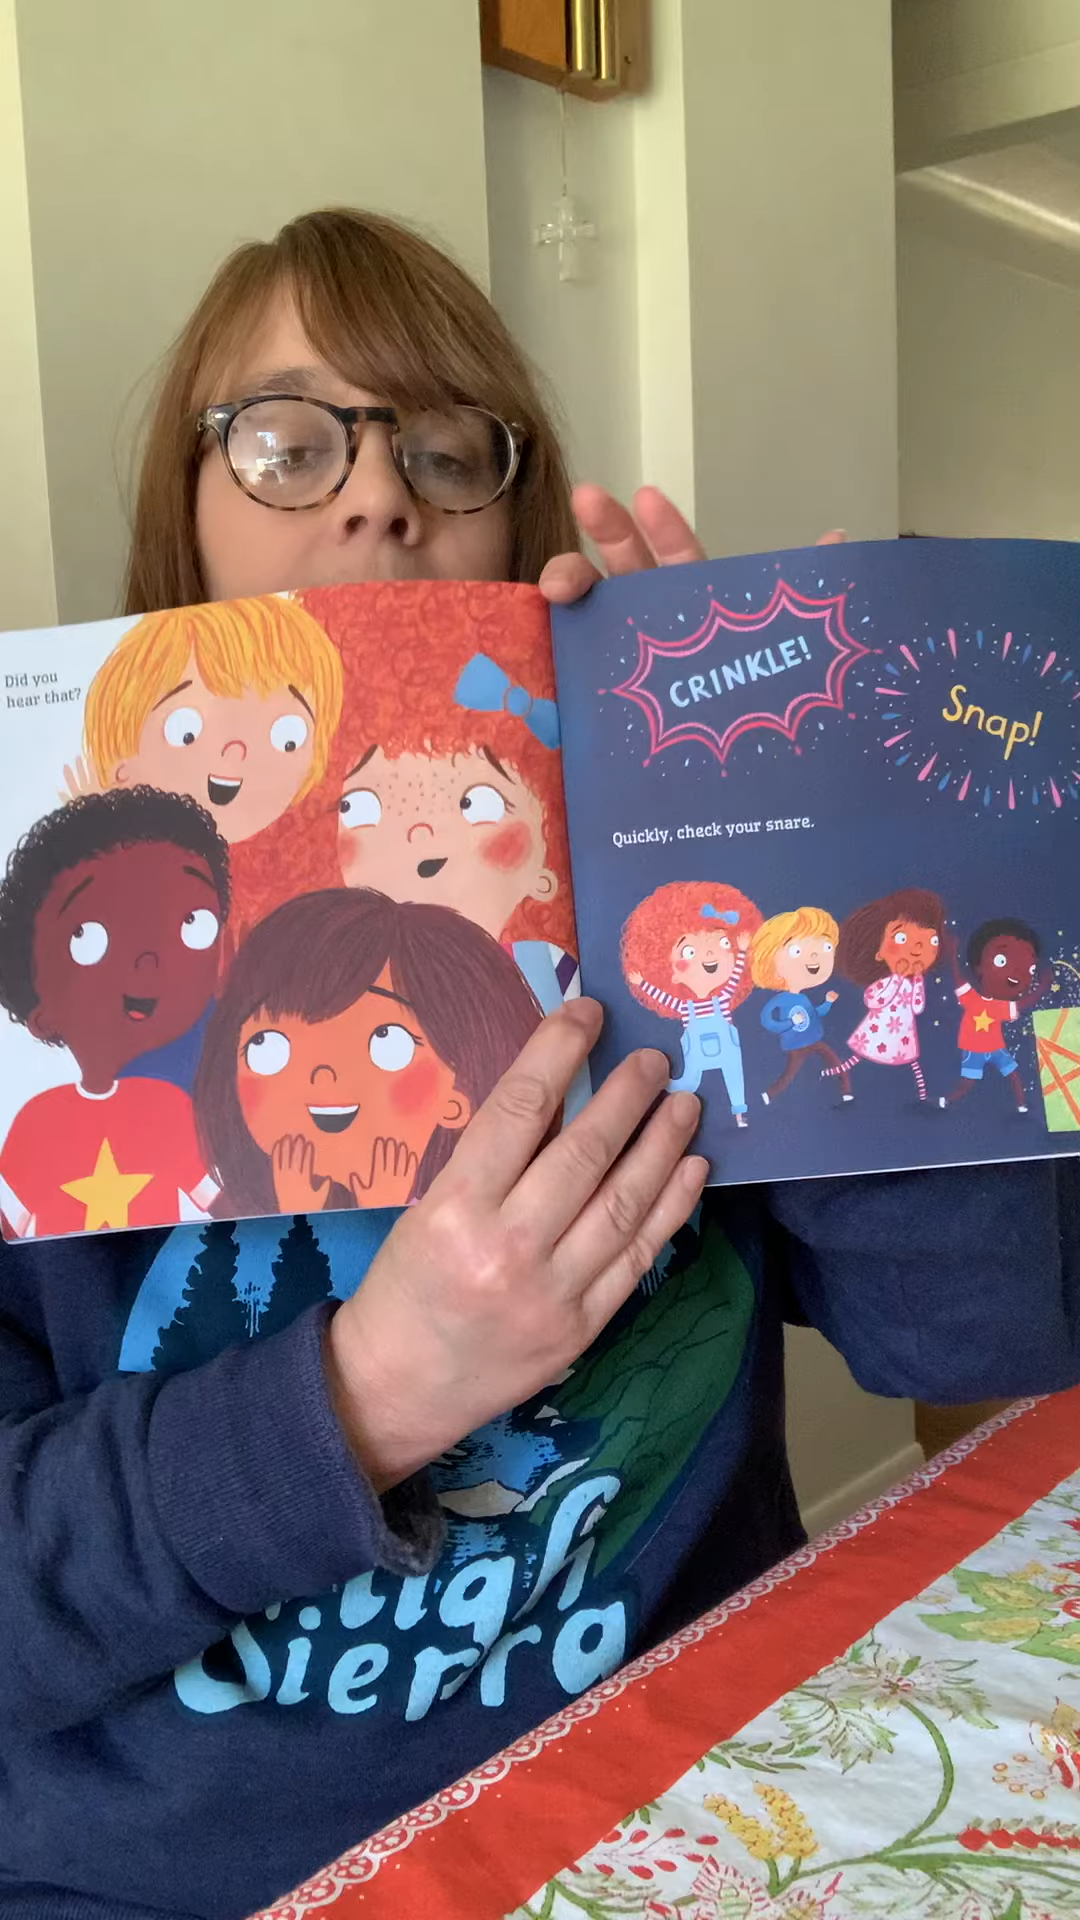 Did you
hear that?
CRINKLE!
Snap!
Quickly, check your snare.
High
Sierra